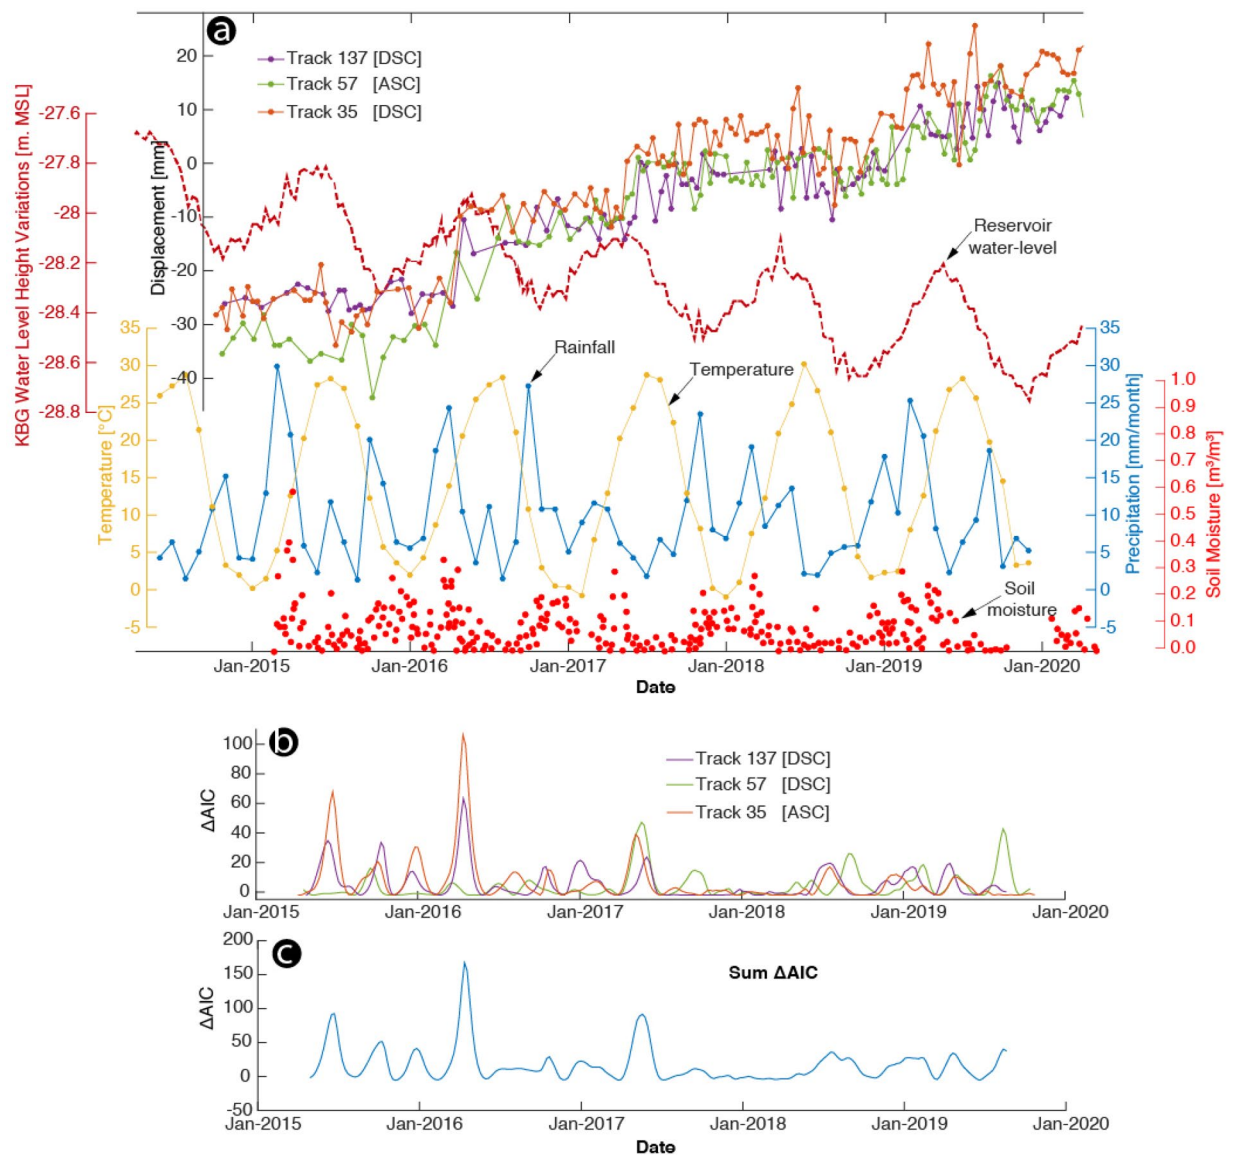 a
Track 137 [DSC]
Track 57 [ASC]
Track 35 [DSC]
KBG Water Level Height Variations [m. MSL]
-27.6
-27.8
-28
-28.2
-28.4
-28.6
-28.8
Displacement [mm]
20
10
0
-10
-20
-30
-40
Reservoir
water-level
Rainfall
Temperature
Soil
moisture
Temperature [°C]
35
30
25
20
15
10
5
0
-5
Precipitation [mm/month]
35
30
25
20
15
10
5
0
-5
Soil Moisture [m³/m³]
1.0
0.9
0.8
0.7
0.6
0.5
0.4
0.3
0.2
0.1
0.0
Jan-2015 Jan-2016 Jan-2017 Jan-2018 Jan-2019 Jan-2020
Date
b
Track 137 [DSC]
Track 57 [DSC]
Track 35 [ASC]
ΔAIC
100
80
60
40
20
0
Jan-2015 Jan-2016 Jan-2017 Jan-2018 Jan-2019 Jan-2020
c
Sum ΔAIC
ΔAIC
200
150
100
50
0
-50
Jan-2015 Jan-2016 Jan-2017 Jan-2018 Jan-2019 Jan-2020
Date